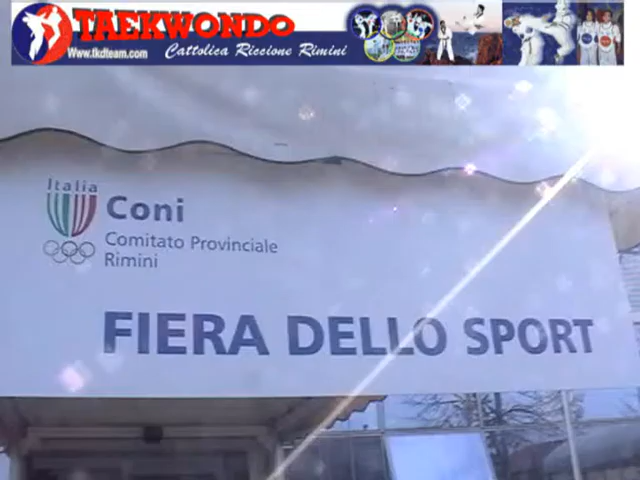 TAEKWONDO
Www.tkdteam.com
Cattolica Riccione Rimini
Italia
Coni
Comitato Provinciale
Rimini
FIERA DELLO SPORT